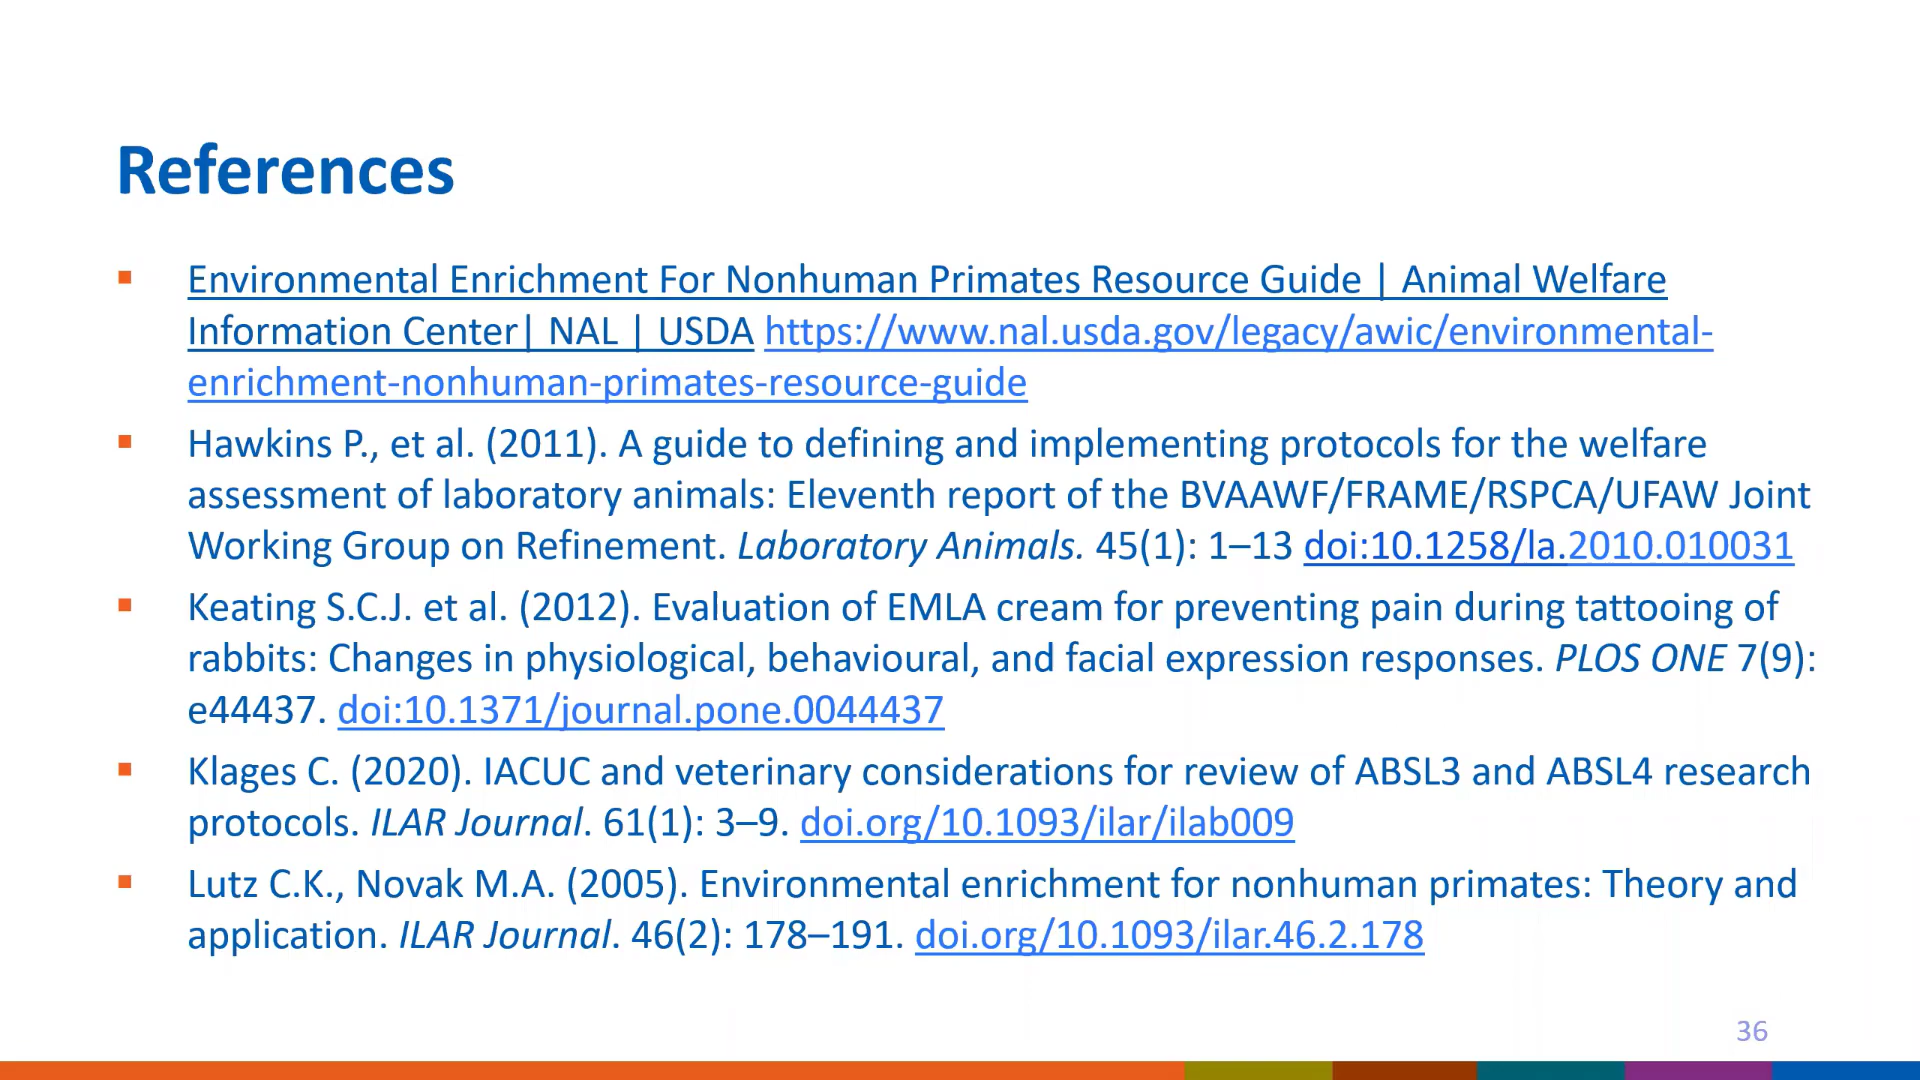 References
▪ Environmental Enrichment For Nonhuman Primates Resource Guide | Animal Welfare
Information Center| NAL | USDA https://www.nal.usda.gov/legacy/awic/environmental-
enrichment-nonhuman-primates-resource-guide
▪ Hawkins P., et al. (2011). A guide to defining and implementing protocols for the welfare
assessment of laboratory animals: Eleventh report of the BVAAWF/FRAME/RSPCA/UFAW Joint
Working Group on Refinement. Laboratory Animals. 45(1): 1–13 doi:10.1258/la.2010.010031
▪ Keating S.C.J. et al. (2012). Evaluation of EMLA cream for preventing pain during tattooing of
rabbits: Changes in physiological, behavioural, and facial expression responses. PLOS ONE 7(9):
e44437. doi:10.1371/journal.pone.0044437
▪ Klages C. (2020). IACUC and veterinary considerations for review of ABSL3 and ABSL4 research
protocols. ILAR Journal. 61(1): 3–9. doi.org/10.1093/ilar/ilab009
▪ Lutz C.K., Novak M.A. (2005). Environmental enrichment for nonhuman primates: Theory and
application. ILAR Journal. 46(2): 178–191. doi.org/10.1093/ilar.46.2.178
36